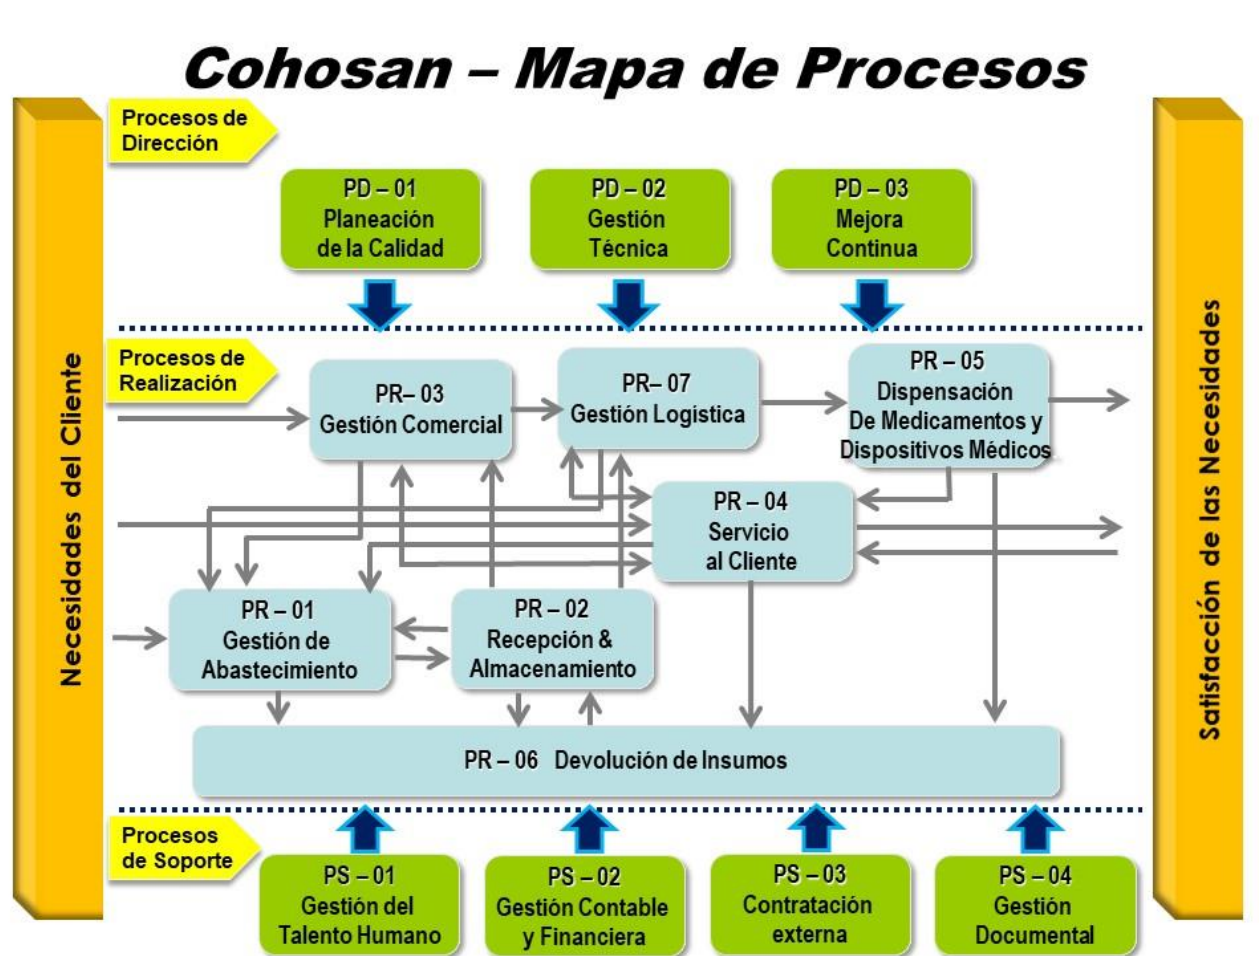 Cohosan – Mapa de Procesos
Necesidades del Cliente
Procesos de
Dirección
PD – 01
Planeación
de la Calidad
PD – 02
Gestión
Técnica
PD – 03
Mejora
Continua
Procesos de
Realización
PR– 03
Gestión Comercial
PR– 07
Gestión Logística
PR – 05
Dispensación
De Medicamentos y
Dispositivos Médicos
PR – 04
Servicio
al Cliente
PR – 01
Gestión de
Abastecimiento
PR – 02
Recepción &
Almacenamiento
PR – 06 Devolución de Insumos
Procesos
de Soporte
PS – 01
Gestión del
Talento Humano
PS – 02
Gestión Contable
y Financiera
PS – 03
Contratación
externa
PS – 04
Gestión
Documental
Satisfacción de las Necesidades